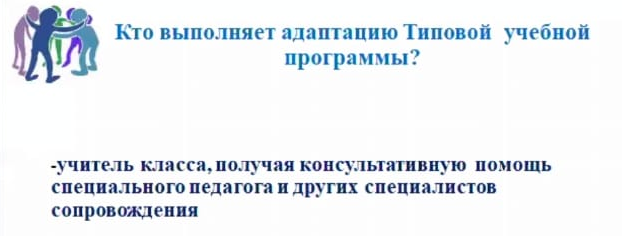 Кто выполняет адаптацию Типовой учебной
программы?
-учитель класса, получая консультативную помощь
специального педагога и других специалистов
сопровождения